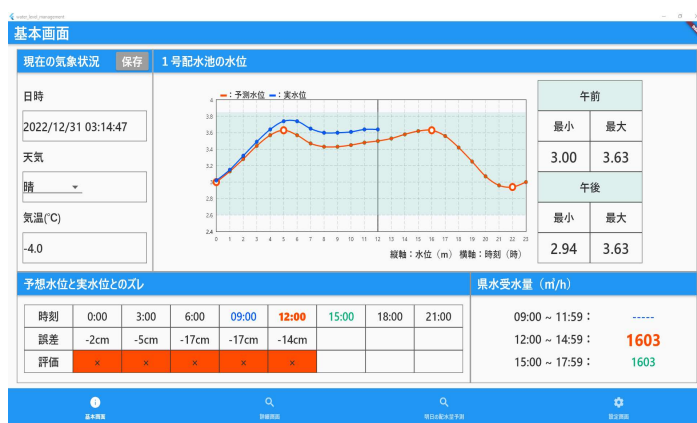 water_level_management
基本画面
現在の気象状況 保存 1号配水池の水位
日時
2022/12/31 03:14:47
天気
晴
気温(℃)
-4.0
－：予測水位 －：実水位
4
3.8
3.6
3.4
3.2
3
2.8
2.6
2.4
0 1 2 3 4 5 6 7 8 9 10 11 12 13 14 15 16 17 18 19 20 21 22 23
縦軸：水位（m）横軸：時刻（時）
午前
最小 最大
3.00 3.63
午後
最小 最大
2.94 3.63
予想水位と実水位とのズレ
時刻 0:00 3:00 6:00 09:00 12:00 15:00 18:00 21:00
誤差 -2cm -5cm -17cm -17cm -14cm
評価 × × × × ×
県水受水量（㎥/h）
09:00 ~ 11:59： -----
12:00 ~ 14:59： 1603
15:00 ~ 17:59： 1603
基本画面 詳細画面 明日の配水定予測 設定画面